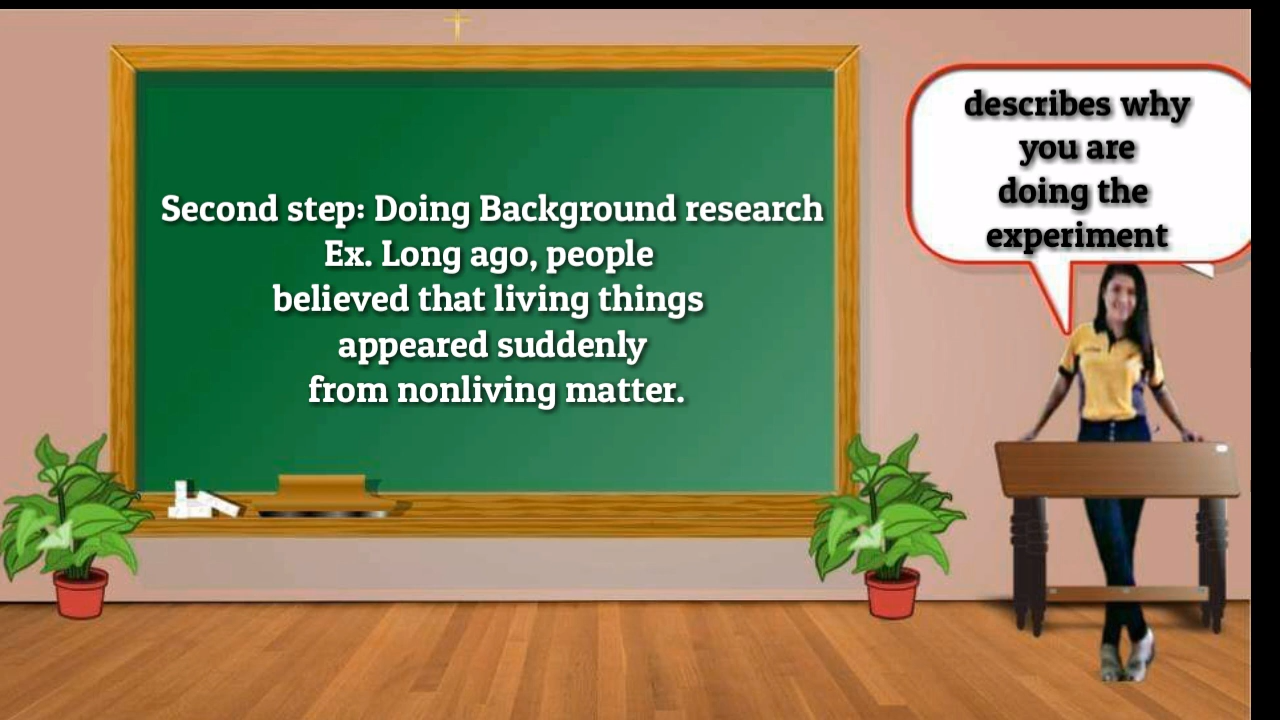 Second step: Doing Background research
Ex. Long ago, people
believed that living things
appeared suddenly
from nonliving matter.
describes why
you are
doing the
experiment